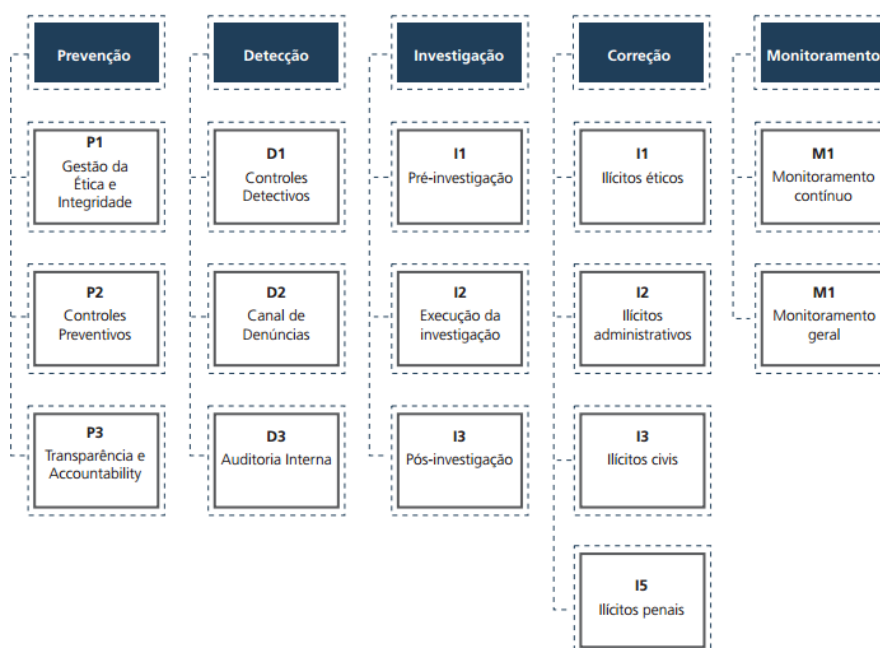 Prevenção
Detecção
Investigação
Correção
Monitoramento
P1
Gestão da
Ética e
Integridade
D1
Controles
Detectivos
I1
Pré-investigação
I1
Ilícitos éticos
M1
Monitoramento
contínuo
P2
Controles
Preventivos
D2
Canal de
Denúncias
I2
Execução da
investigação
I2
Ilícitos
administrativos
M1
Monitoramento
geral
P3
Transparência e
Accountability
D3
Auditoria Interna
I3
Pós-investigação
I3
Ilícitos civis
I5
Ilícitos penais